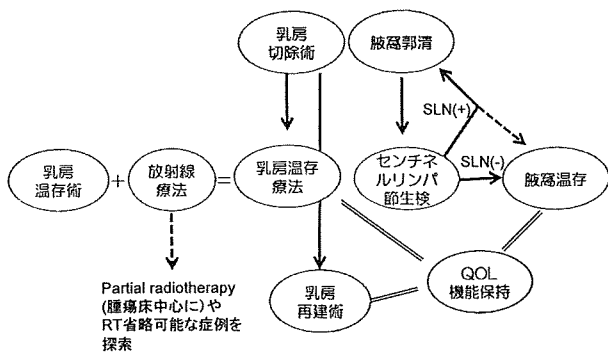 乳房
切除術
腋窩郭清
SLN(+)
乳房
温存術
+
放射線
療法
=
乳房温存
療法
センチネ
ルリンパ
節生検
SLN(-)
腋窩温存
Partial radiotherapy
(腫瘍床中心に)や
RT省略可能な症例を
探索
乳房
再建術
QOL
機能保持